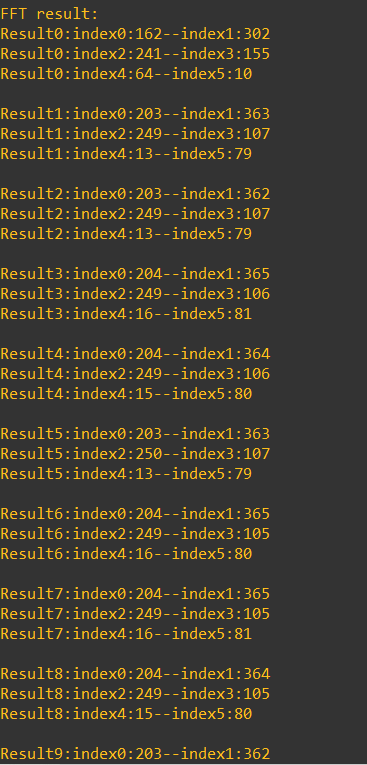 FFT result:
Result0:index0:162--index1:302
Result0:index2:241--index3:155
Result0:index4:64--index5:10
Result1:index0:203--index1:363
Result1:index2:249--index3:107
Result1:index4:13--index5:79
Result2:index0:203--index1:362
Result2:index2:249--index3:107
Result2:index4:13--index5:79
Result3:index0:204--index1:365
Result3:index2:249--index3:106
Result3:index4:16--index5:81
Result4:index0:204--index1:364
Result4:index2:249--index3:106
Result4:index4:15--index5:80
Result5:index0:203--index1:363
Result5:index2:250--index3:107
Result5:index4:13--index5:79
Result6:index0:204--index1:365
Result6:index2:249--index3:105
Result6:index4:16--index5:80
Result7:index0:204--index1:365
Result7:index2:249--index3:105
Result7:index4:16--index5:81
Result8:index0:204--index1:364
Result8:index2:249--index3:105
Result8:index4:15--index5:80
Result9:index0:203--index1:362